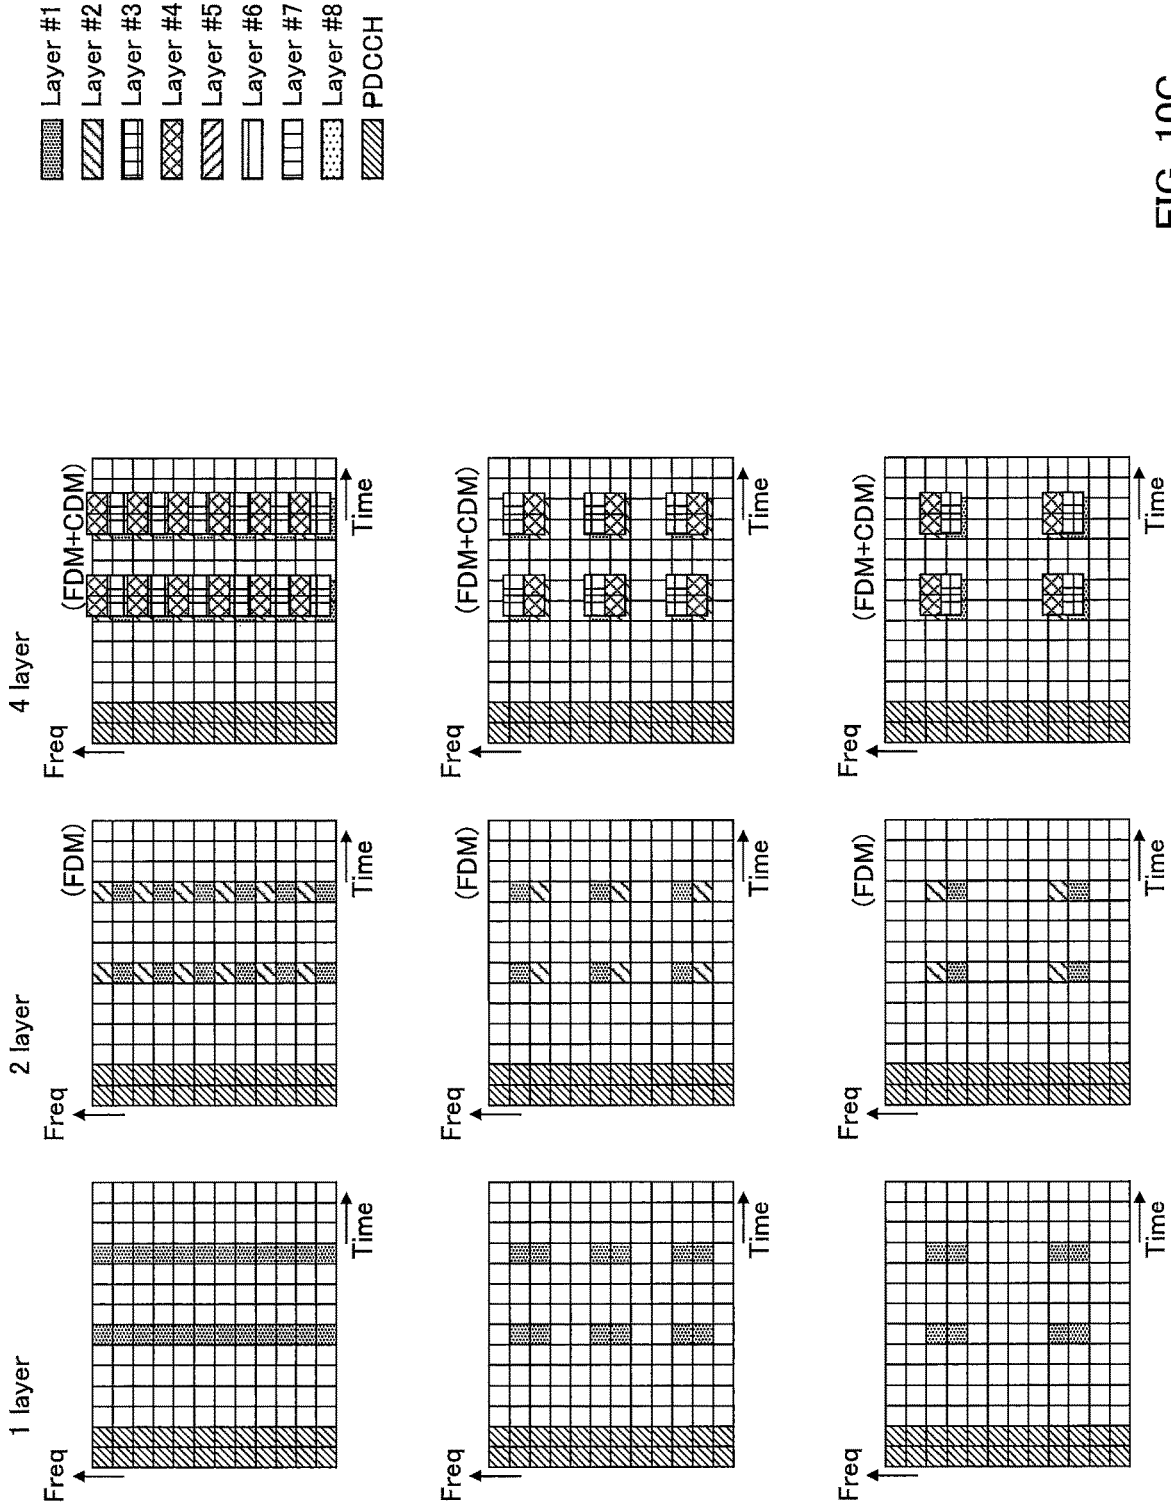 1 layer
2 layer
4 layer
Layer #1
Layer #2
Layer #3
Layer #4
Layer #5
Layer #6
Layer #7
Layer #8
PDCCH
Freq
Time
Freq
(FDM)
Time
Freq
(FDM+CDM)
Time
Freq
Time
Freq
(FDM)
Time
Freq
(FDM+CDM)
Time
Freq
Time
Freq
(FDM)
Time
Freq
(FDM+CDM)
Time
FIG. 10C